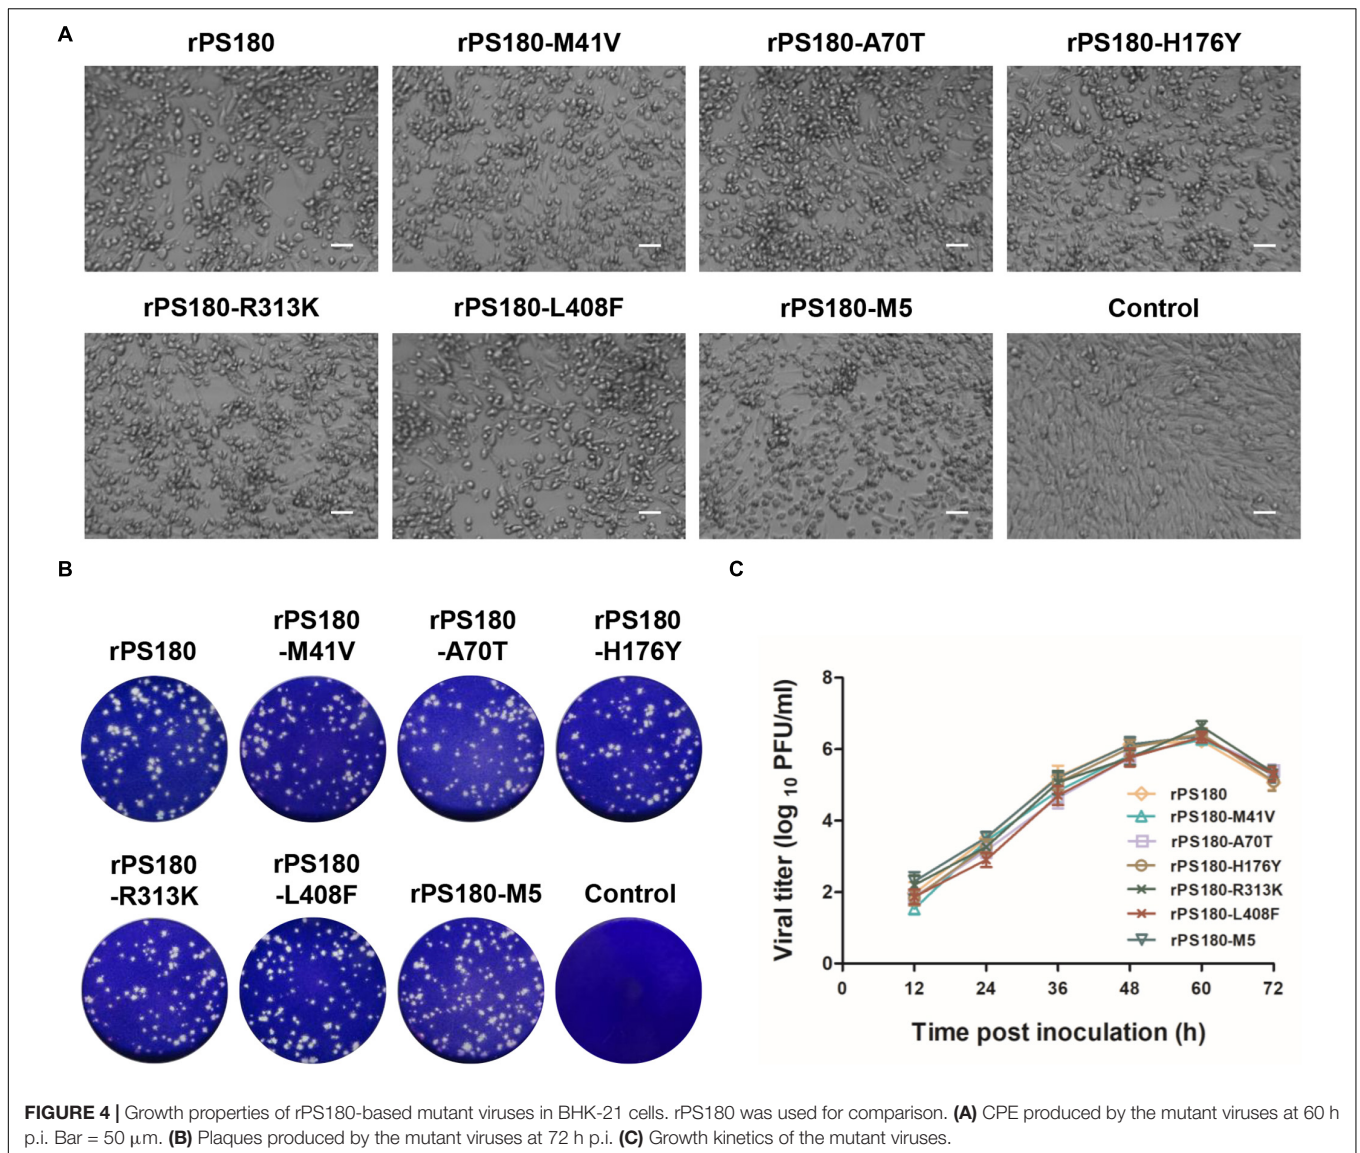 A
rPS180
rPS180-M41V
rPS180-A70T
rPS180-H176Y
rPS180-R313K
rPS180-L408F
rPS180-M5
Control
B
rPS180
rPS180
-M41V
rPS180
-A70T
rPS180
-H176Y
rPS180
-R313K
rPS180
-L408F
rPS180-M5
Control
C
Viral titer (log 10 PFU/ml)
8
6
4
2
0
0 12 24 36 48 60 72
Time post inoculation (h)
rPS180
rPS180-M41V
rPS180-A70T
rPS180-H176Y
rPS180-R313K
rPS180-L408F
rPS180-M5
FIGURE 4 | Growth properties of rPS180-based mutant viruses in BHK-21 cells. rPS180 was used for comparison. (A) CPE produced by the mutant viruses at 60 h
p.i. Bar = 50 μm. (B) Plaques produced by the mutant viruses at 72 h p.i. (C) Growth kinetics of the mutant viruses.